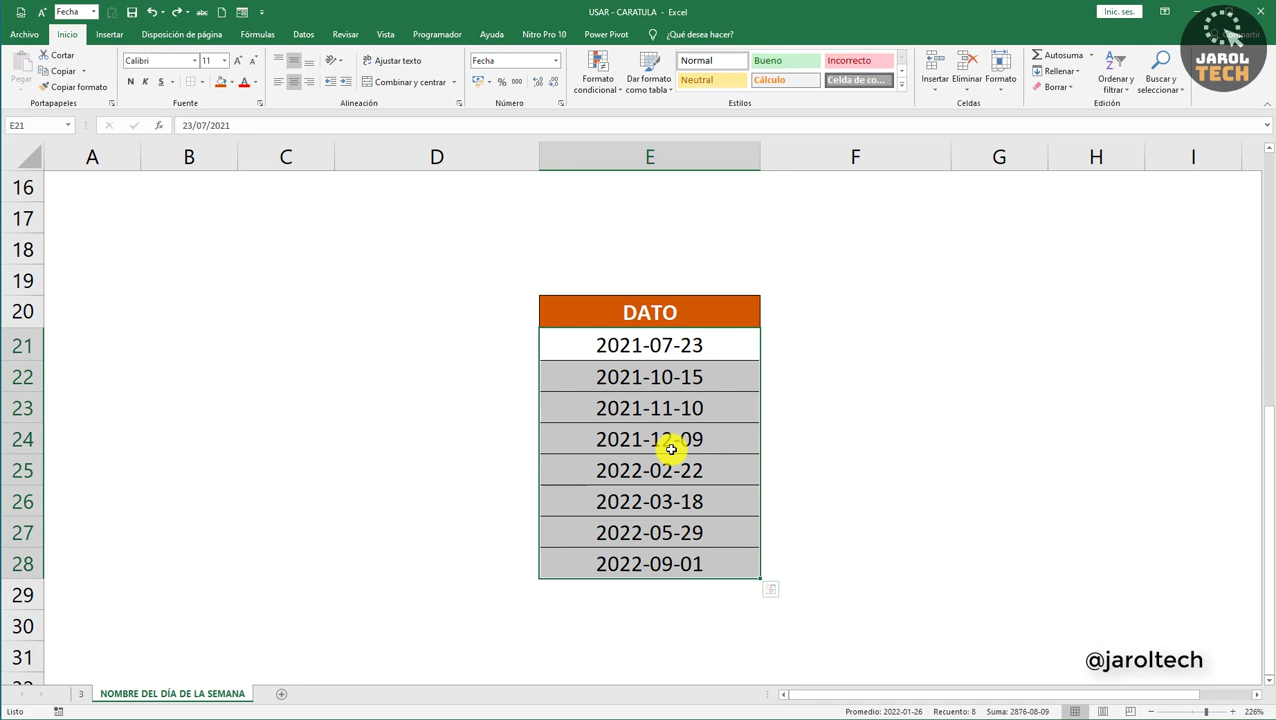 Fecha
USAR - CARATULA - Excel
Inic. ses.
Archivo Inicio Insertar Disposición de página Fórmulas Datos Revisar Vista Programador Ayuda Nitro Pro 10 Power Pivot ¿Qué desea hacer? Compartir
Pegar
Cortar
Copiar
Copiar formato
Portapapeles
Calibri 11
N K S
Fuente
Ajustar texto
Combinar y centrar
Alineación
Fecha
% 000
Número
Formato condicional
Dar formato como tabla
Normal Bueno Incorrecto
Neutral Cálculo Celda de co...
Estilos
Insertar Eliminar Formato
Celdas
Autosuma
Rellenar
Borrar
Ordenar y filtrar
Buscar y seleccionar
Edición
JAROL
TECH
E21 fx 23/07/2021
A B C D E F G H I
16
17
18
19
20 DATO
21 2021-07-23
22 2021-10-15
23 2021-11-10
24 2021-12-09
25 2022-02-22
26 2022-03-18
27 2022-05-29
28 2022-09-01
29
30
31
@jaroltech
3 NOMBRE DEL DÍA DE LA SEMANA
Listo Promedio: 2022-01-26 Recuento: 8 Suma: 2876-08-09 226%